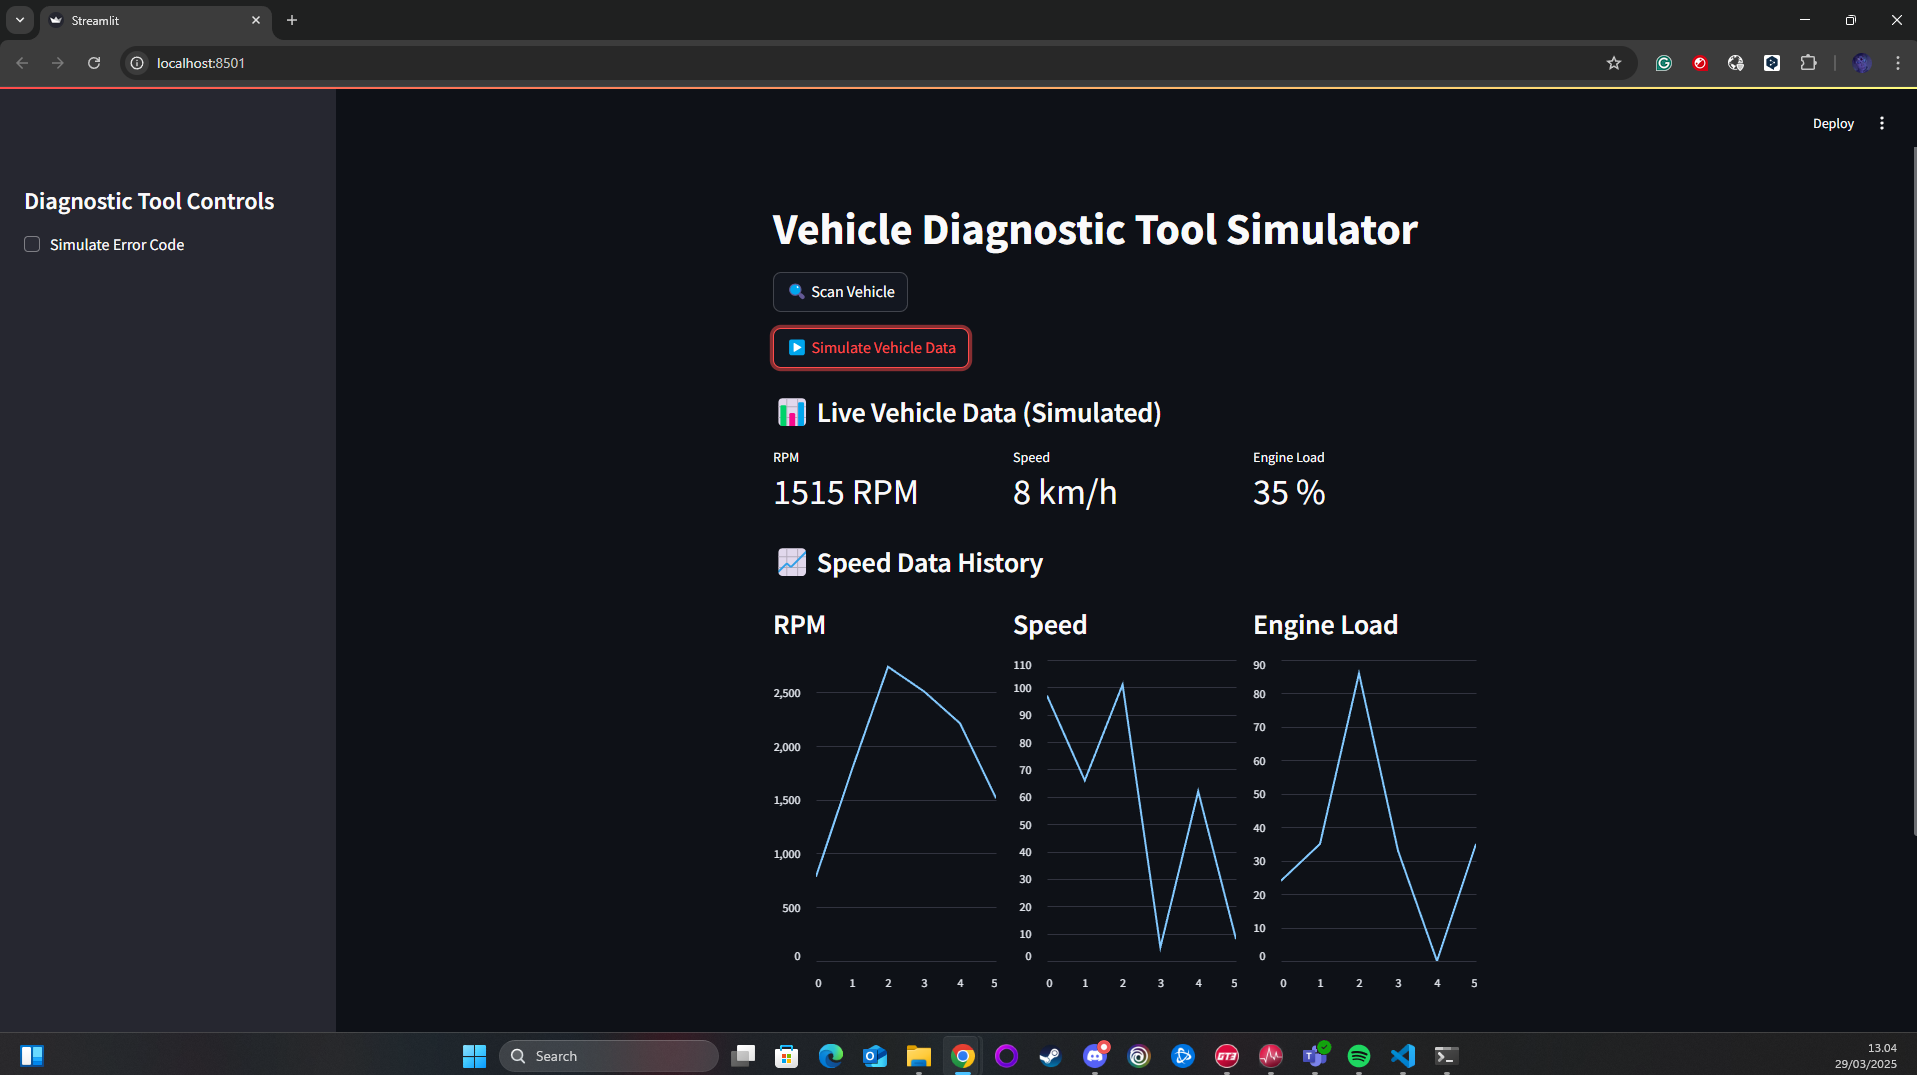 Streamlit
localhost:8501
Deploy
Diagnostic Tool Controls
Simulate Error Code
Vehicle Diagnostic Tool Simulator
Scan Vehicle
Simulate Vehicle Data
Live Vehicle Data (Simulated)
RPM Speed Engine Load
1515 RPM 8 km/h 35 %
Speed Data History
RPM
2,500
2,000
1,500
1,000
500
0
0 1 2 3 4 5
Speed
110
100
90
80
70
60
50
40
30
20
10
0
0 1 2 3 4 5
Engine Load
90
80
70
60
50
40
30
20
10
0
0 1 2 3 4 5
Search
GT3
13.04
29/03/2025